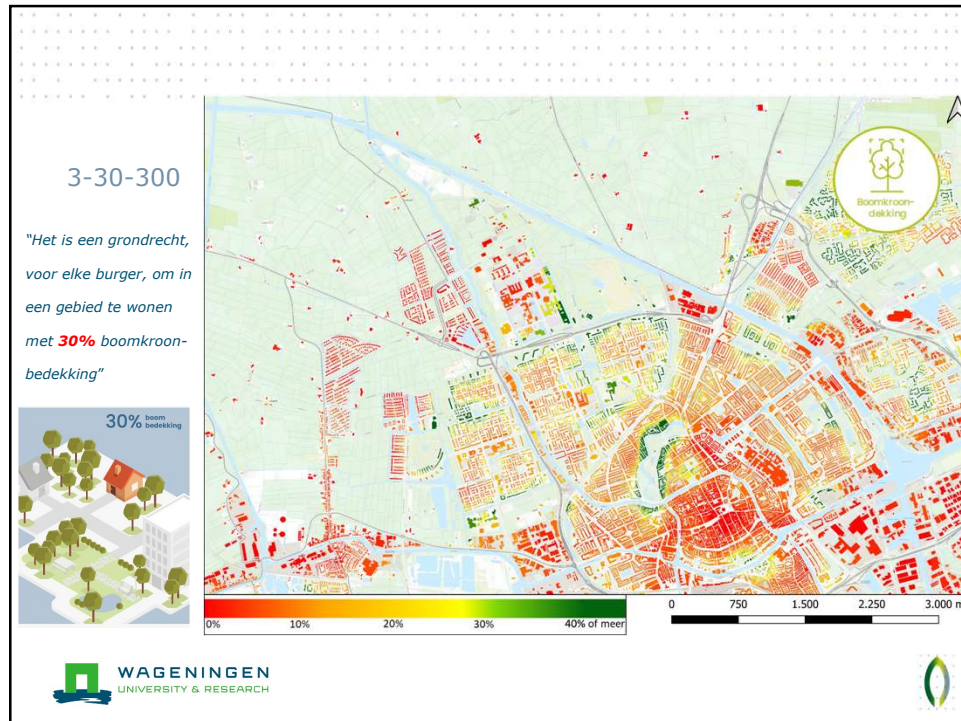 3-30-300
"Het is een grondrecht,
voor elke burger, om in
een gebied te wonen
met 30% boomkroon-
bedekking"
30% boom
bedekking
Boomkroon-
dekking
0% 10% 20% 30% 40% of meer
0 750 1.500 2.250 3.000 m
WAGENINGEN
UNIVERSITY & RESEARCH